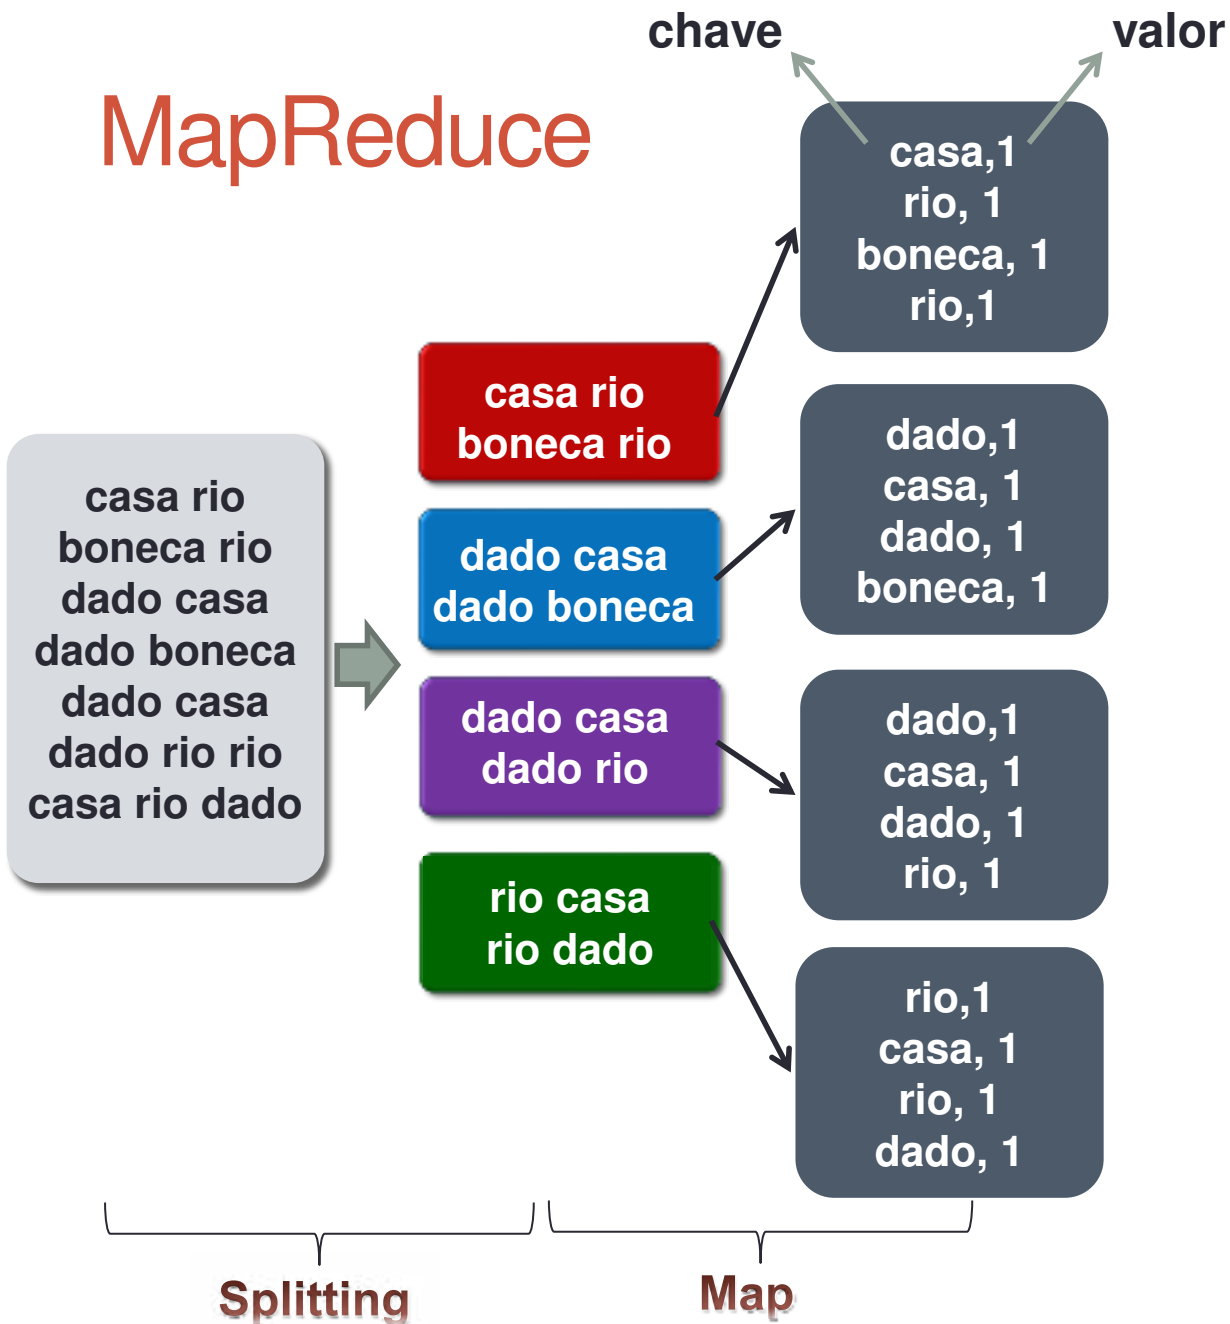 chave
valor
MapReduce
casa rio
boneca rio
dado casa
dado boneca
dado casa
dado rio rio
casa rio dado
casa rio
boneca rio
dado casa
dado boneca
dado casa
dado rio
rio casa
rio dado
casa,1
rio, 1
boneca, 1
rio,1
dado,1
casa, 1
dado, 1
boneca, 1
dado,1
casa, 1
dado, 1
rio, 1
rio,1
casa, 1
rio, 1
dado, 1
Splitting
Map